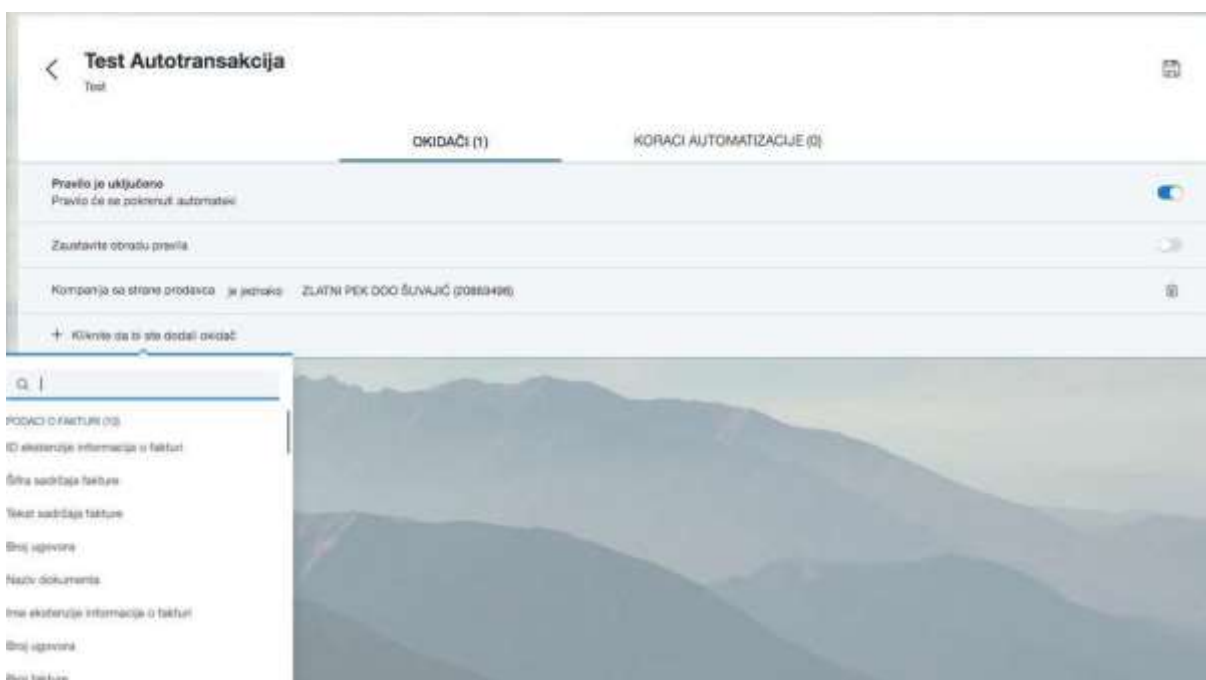 Test Autotransakcija
Test
OKIDAČI (1)
KORACI AUTOMATIZACIJE (0)
Pravilo je uključeno
Pravilo će se pokrenuti automatski
Zaustavite obradu pravila
Kompanija sa strane prodavca je jednako ZLATNI PEK DOO ŠUVAJIĆ (20883498)
+ Kliknite da bi ste dodali okidač
PODACI O FAKTURI (10)
ID ekstenzije informacija o fakturi
Šifra sadržaja fakture
Tekst sadržaja fakture
Broj ugovora
Naziv dokumenta
Ime ekstenzije informacija o fakturi
Broj ugovora
Broj fakture